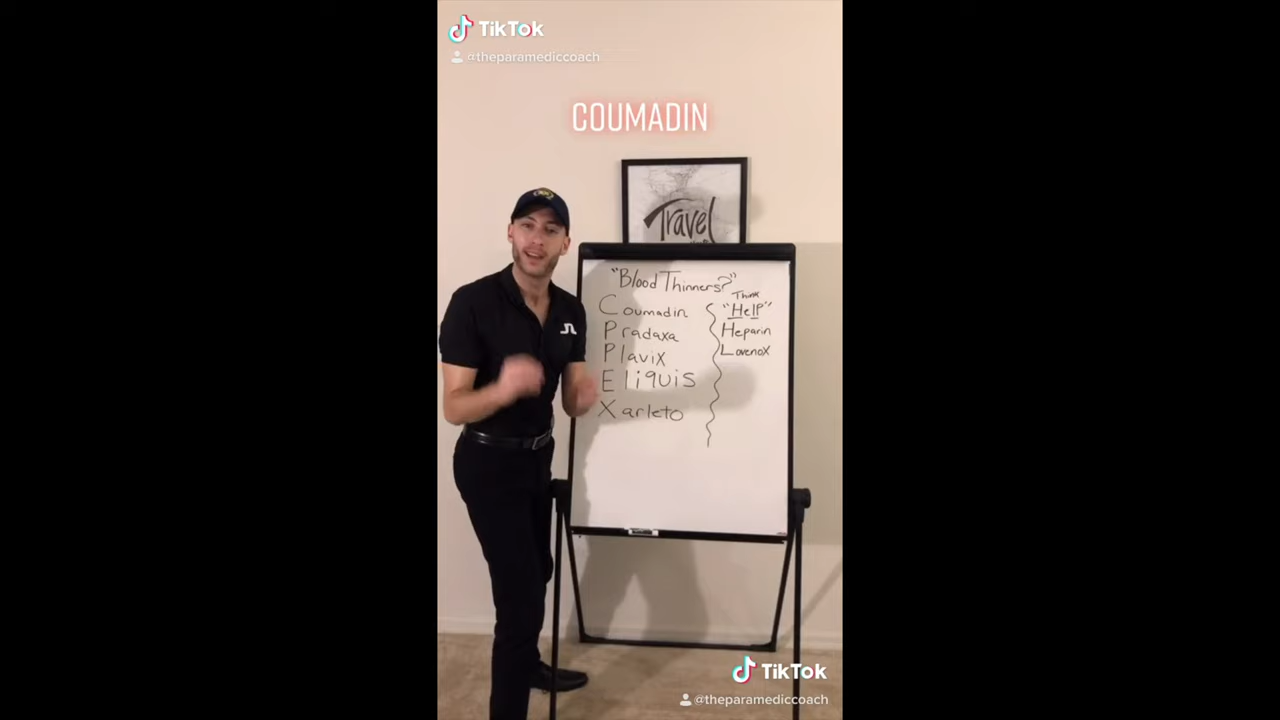 TikTok
@theparamediccoach
COUMADIN
Travel
"Blood Thinners?"
Coumadin
Pradaxa
Plavix
Eliquis
Xarleto
Think
"HelP"
Heparin
Lovenox
TikTok
@theparamediccoach